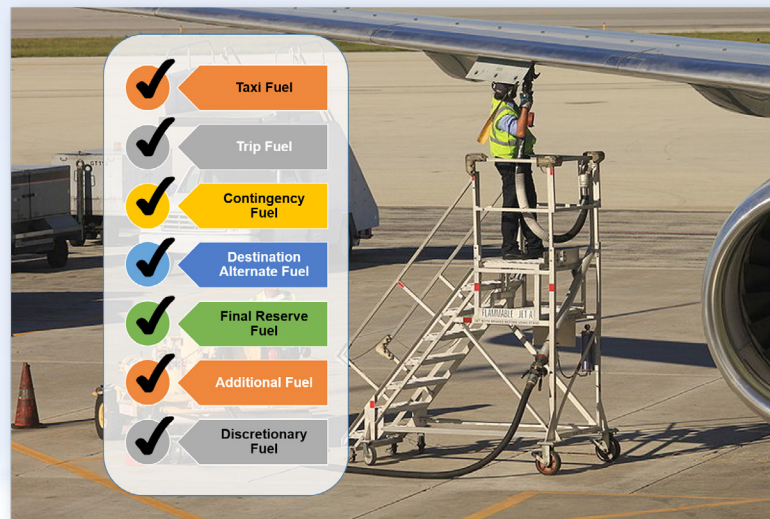 Taxi Fuel
Trip Fuel
Contingency
Fuel
Destination
Alternate Fuel
Final Reserve
Fuel
Additional Fuel
Discretionary
Fuel
FLAMMABLE JET A